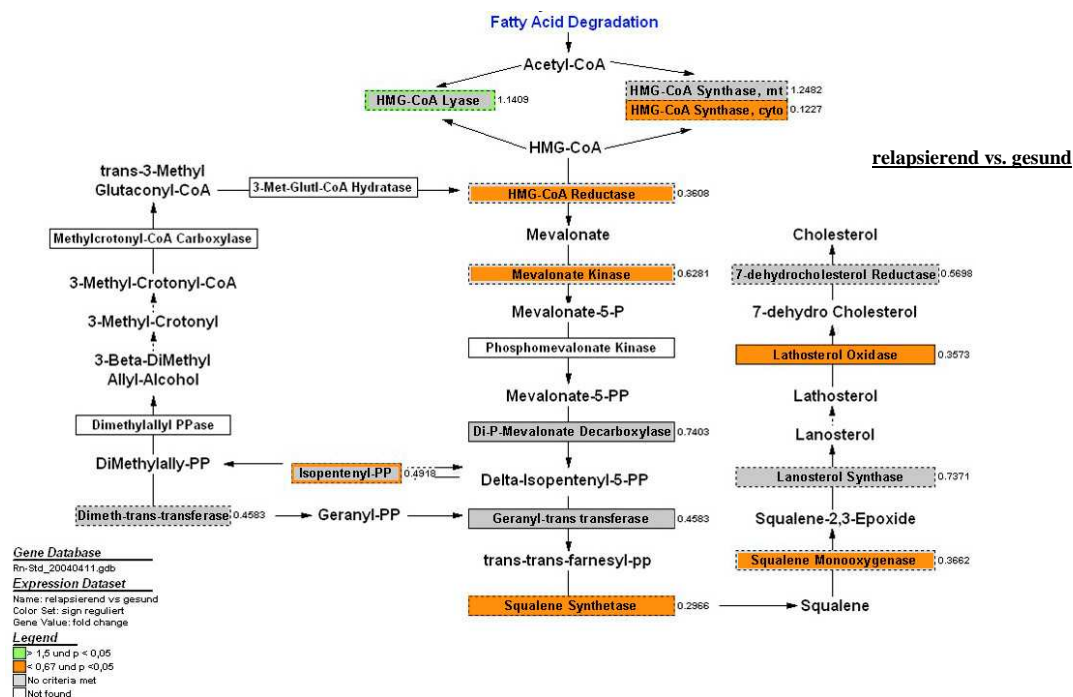 Fatty Acid Degradation
Acetyl-CoA
HMG-CoA Lyase 1.1409
HMG-CoA Synthase, mt 1.2482
HMG-CoA Synthase, cyto 0.1227
HMG-CoA
relapsierend vs. gesund
trans-3-Methyl
Glutaconyl-CoA
3-Met-Glutl-CoA Hydratase
HMG-CoA Reductase 0.3608
Methylcrotonyl-CoA Carboxylase
Mevalonate
Cholesterol
Mevalonate Kinase 0.6281
7-dehydrocholesterol Reductase 0.5698
3-Methyl-Crotonyl-CoA
Mevalonate-5-P
7-dehydro Cholesterol
3-Methyl-Crotonyl
Phosphomevalonate Kinase
Lathosterol Oxidase 0.3573
3-Beta-DiMethyl
Allyl-Alcohol
Mevalonate-5-PP
Lathosterol
Dimethylallyl PPase
Di-P-Mevalonate Decarboxylase 0.7403
Lanosterol
DiMethylally-PP
Isopentenyl-PP 0.4918
Delta-Isopentenyl-5-PP
Lanosterol Synthase 0.7371
Dimeth-trans-transferase 0.4583
Geranyl-PP
Geranyl-trans transferase 0.4583
Squalene-2,3-Epoxide
trans-trans-farnesyl-pp
Squalene Monooxygenase 0.3662
Squalene Synthetase 0.2966
Squalene
Gene Database
Rn-Std_20040411.gdb
Expression Dataset
Name: relapsierend vs gesund
Color Set: sign reguliert
Gene Value: fold change
Legend
> 1,5 und p < 0,05
< 0,67 und p <0,05
No criteria met
Not found